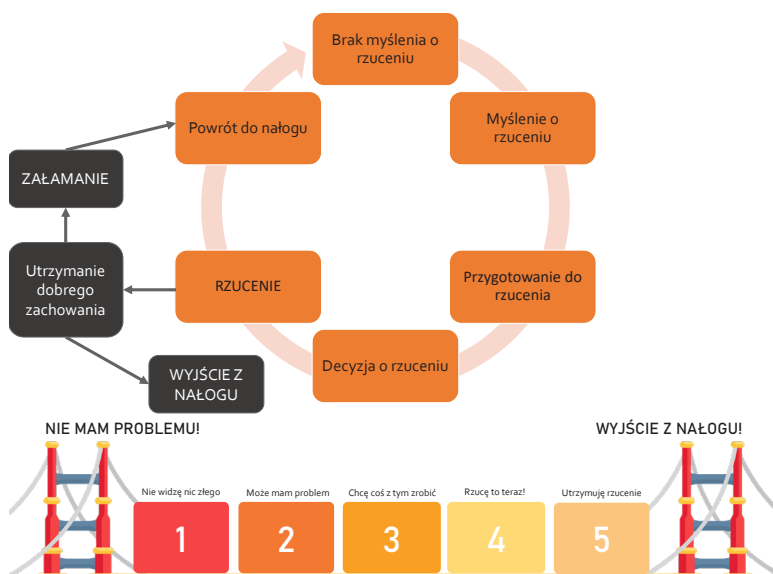 Brak myślenia o
rzuceniu
Myślenie o
rzuceniu
Przygotowanie do
rzucenia
Decyzja o rzuceniu
RZUCENIE
Powrót do nałogu
Utrzymanie
dobrego
zachowania
ZAŁAMANIE
WYJŚCIE Z
NAŁOGU
NIE MAM PROBLEMU!
WYJŚCIE Z NAŁOGU!
Nie widzę nic złego
1
Może mam problem
2
Chcę coś z tym zrobić
3
Rzucę to teraz!
4
Utrzymuję rzucenie
5